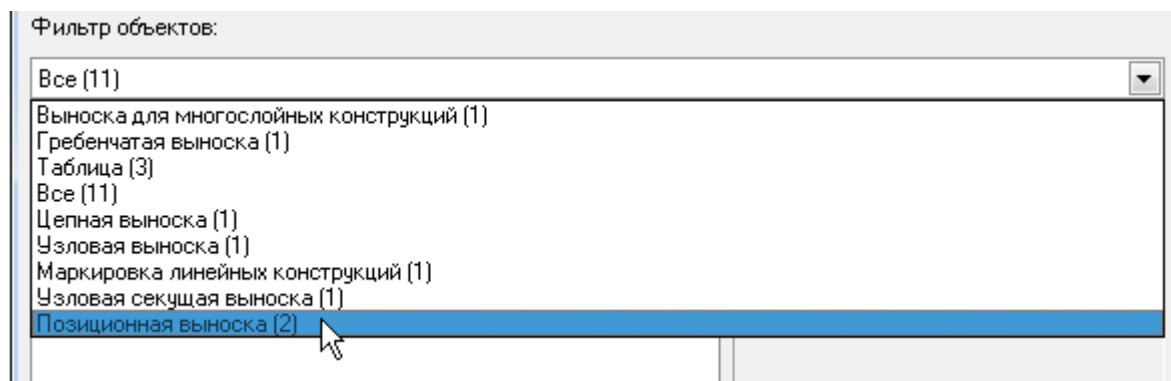 Фильтр объектов:
Все (11)
Выноска для многослойных конструкций (1)
Гребенчатая выноска (1)
Таблица (3)
Все (11)
Цепная выноска (1)
Узловая выноска (1)
Маркировка линейных конструкций (1)
Узловая секущая выноска (1)
Позиционная выноска (2)